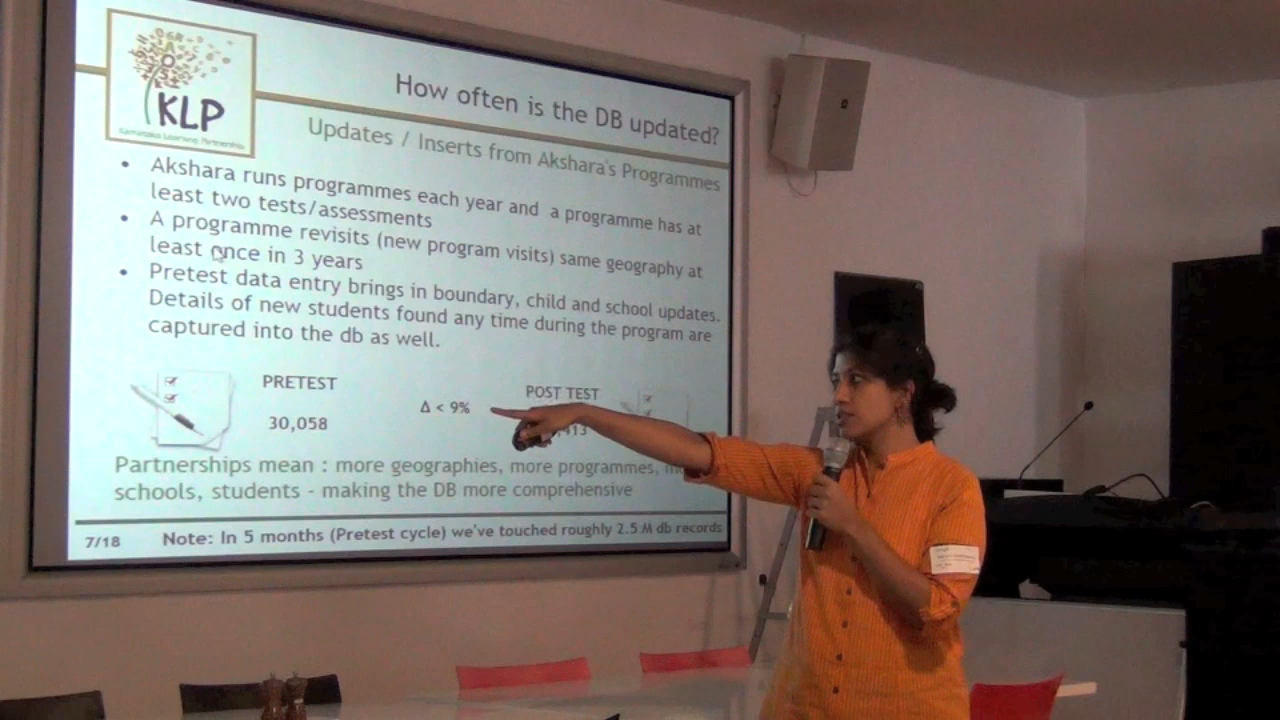 KLP
Karnataka Learning Partnership
How often is the DB updated?
Updates / Inserts from Akshara's Programmes
• Akshara runs programmes each year and a programme has at
least two tests/assessments
• A programme revisits (new program visits) same geography at
least once in 3 years
• Pretest data entry brings in boundary, child and school updates.
Details of new students found any time during the program are
captured into the db as well.
PRETEST
Δ < 9%
POST TEST
30,058
Partnerships mean : more geographies, more programmes,
schools, students - making the DB more comprehensive
7/18
Note: In 5 months (Pretest cycle) we've touched roughly 2.5 M db records